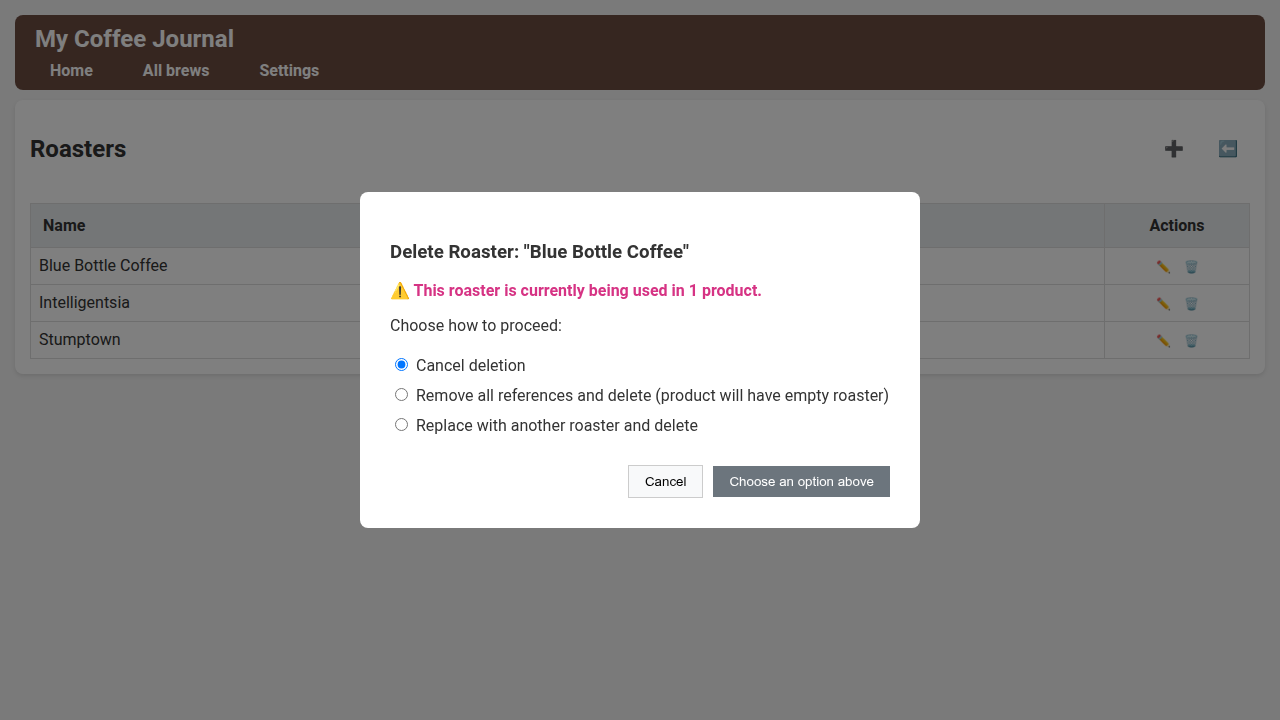 My Coffee Journal
Home All brews Settings
Roasters
Name Actions
Blue Bottle Coffee
Intelligentsia
Stumptown
Delete Roaster: "Blue Bottle Coffee"
⚠️ This roaster is currently being used in 1 product.
Choose how to proceed:
Cancel deletion
Remove all references and delete (product will have empty roaster)
Replace with another roaster and delete
Cancel Choose an option above